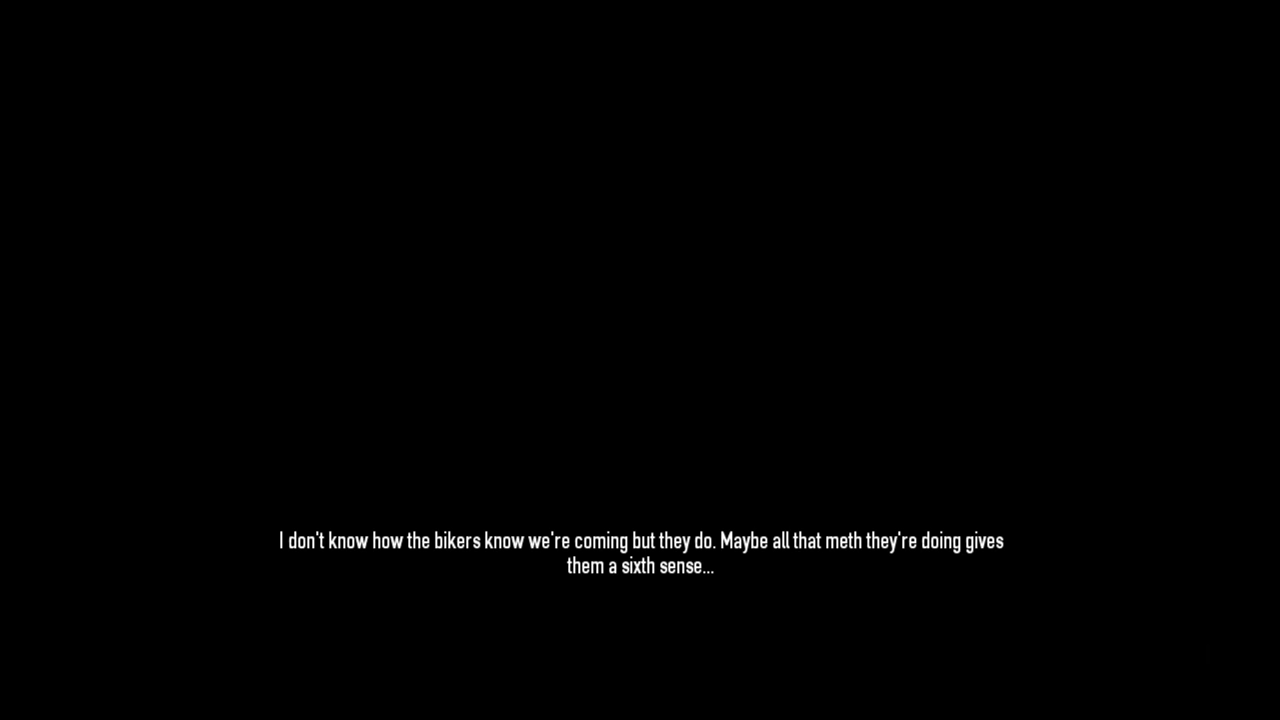 I don't know how the bikers know we're coming but they do. Maybe all that meth they're doing gives
them a sixth sense...